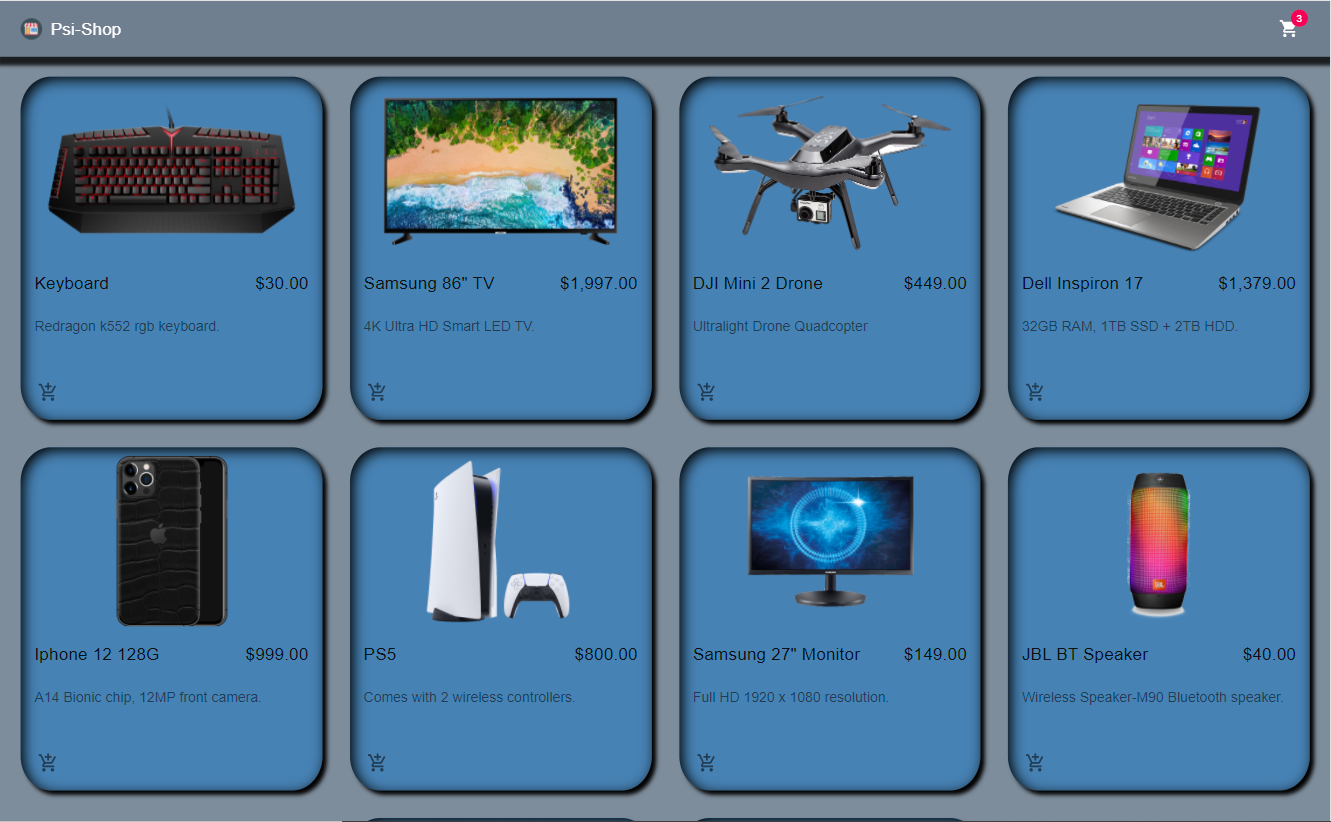 Psi-Shop
3
Keyboard $30.00
Redragon k552 rgb keyboard.
Samsung 86" TV $1,997.00
4K Ultra HD Smart LED TV.
DJI Mini 2 Drone $449.00
Ultralight Drone Quadcopter
Dell Inspiron 17 $1,379.00
32GB RAM, 1TB SSD + 2TB HDD.
Iphone 12 128G $999.00
A14 Bionic chip, 12MP front camera.
PS5 $800.00
Comes with 2 wireless controllers.
Samsung 27" Monitor $149.00
Full HD 1920 x 1080 resolution.
JBL
JBL BT Speaker $40.00
Wireless Speaker-M90 Bluetooth speaker.